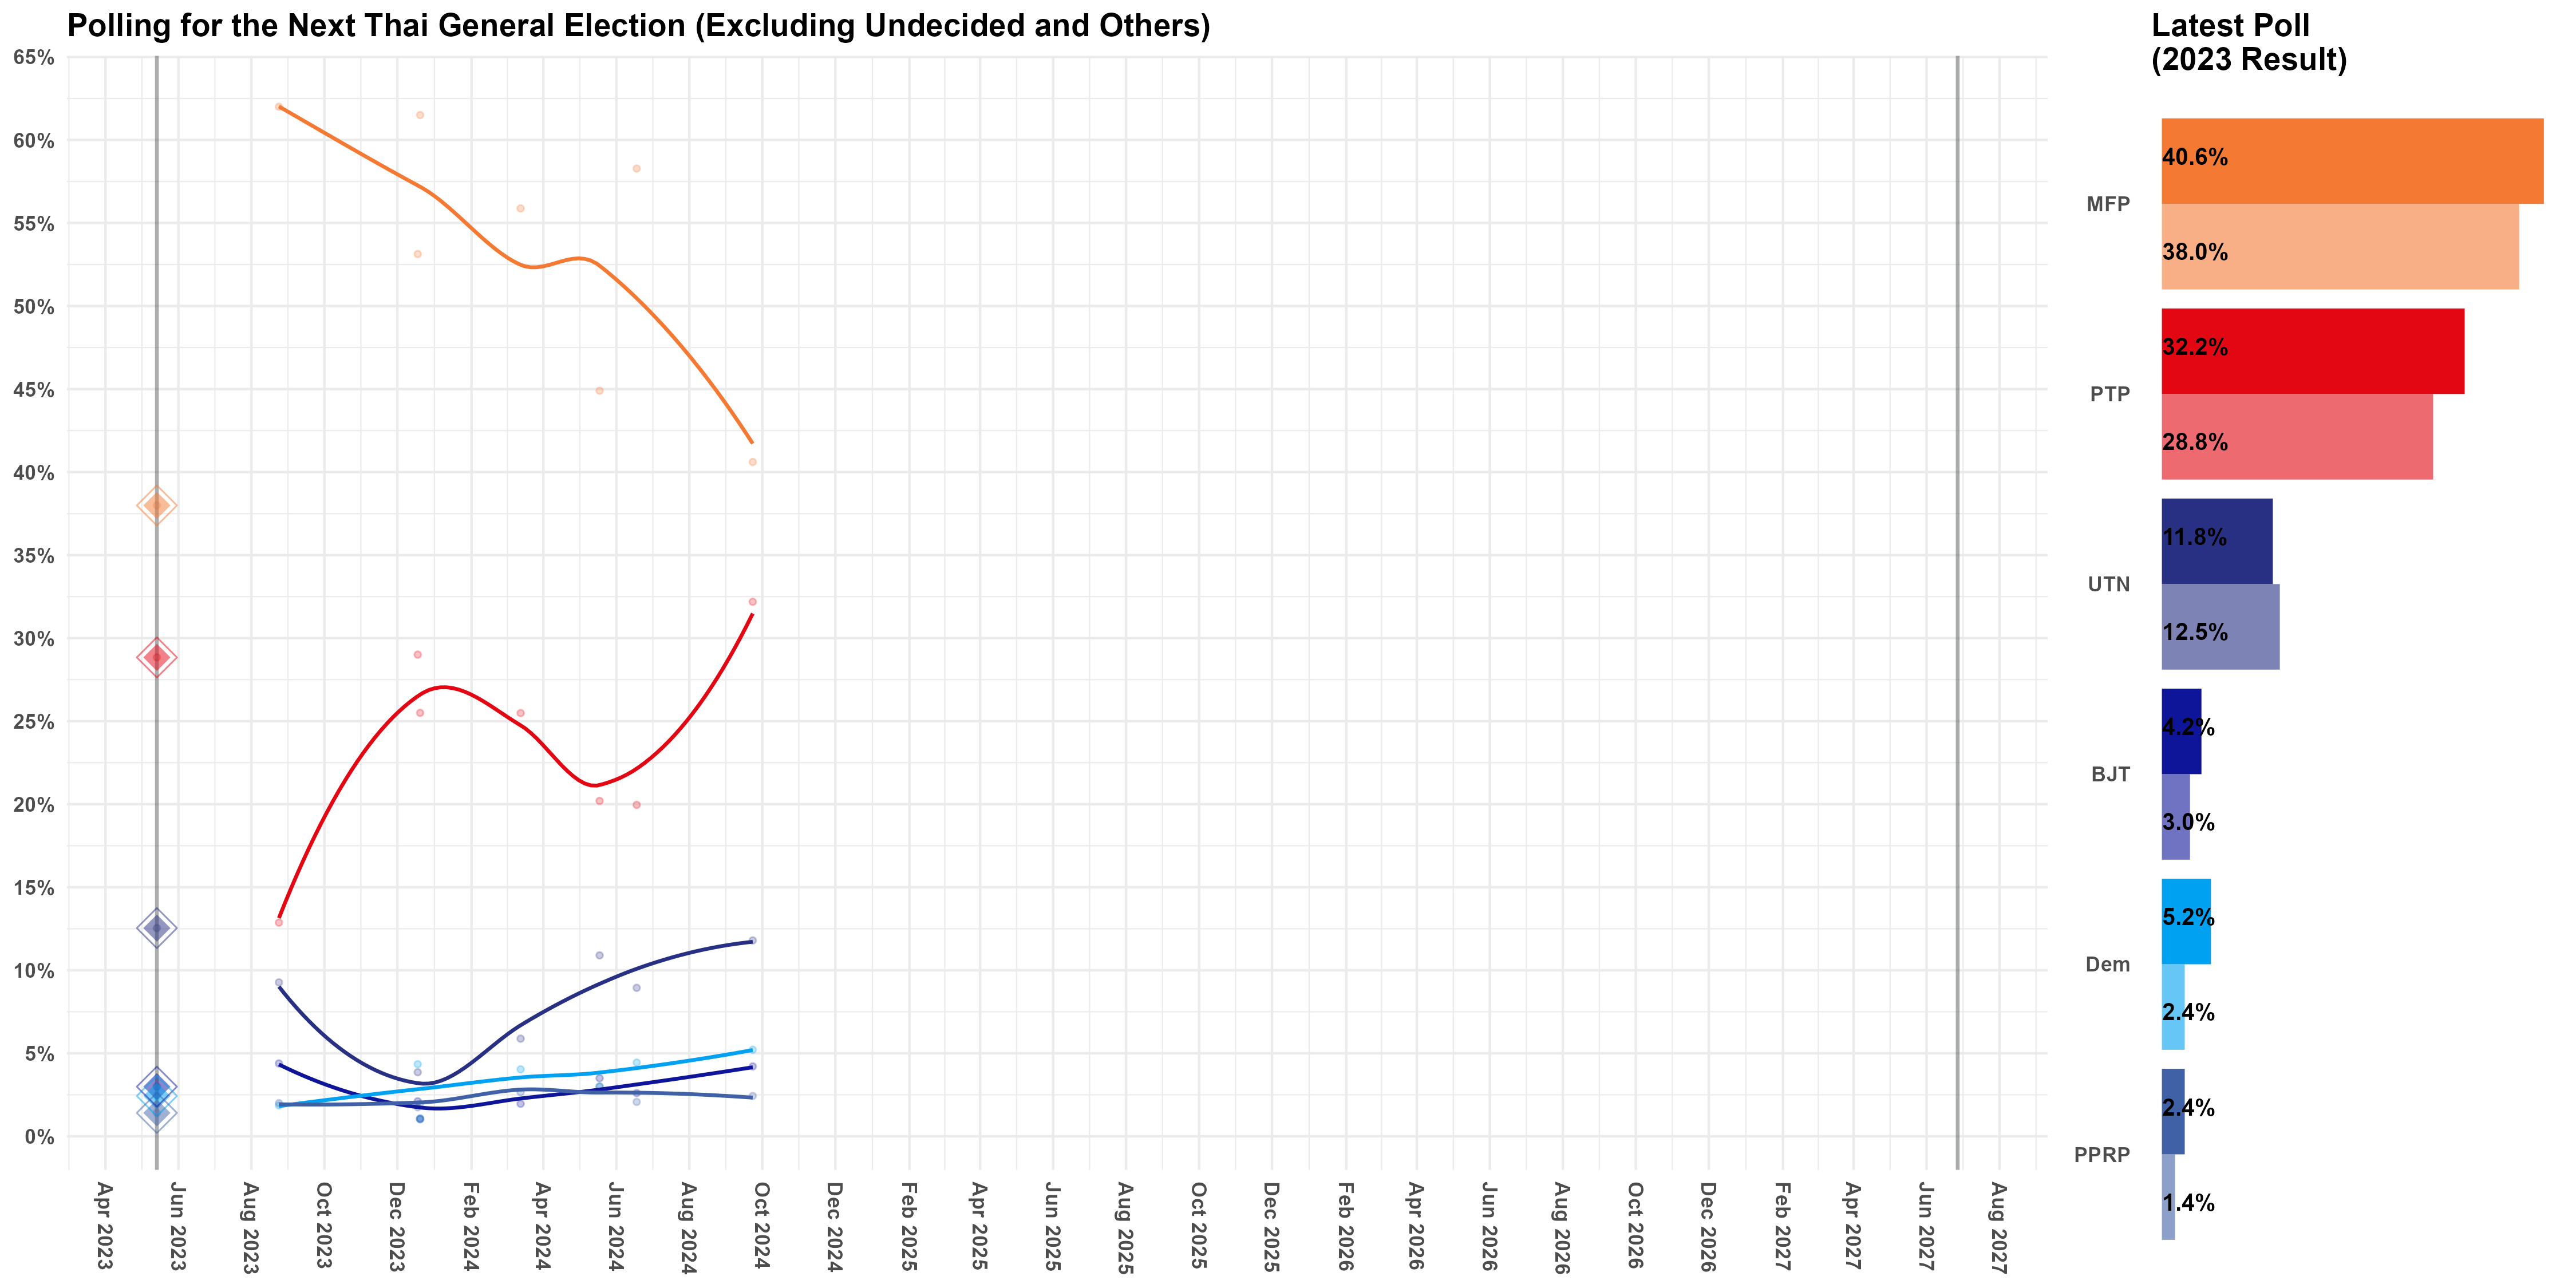 Polling for the Next Thai General Election (Excluding Undecided and Others)
65%
60%
55%
50%
45%
40%
35%
30%
25%
20%
15%
10%
5%
0%
Apr 2023
Jun 2023
Aug 2023
Oct 2023
Dec 2023
Feb 2024
Apr 2024
Jun 2024
Aug 2024
Oct 2024
Dec 2024
Feb 2025
Apr 2025
Jun 2025
Aug 2025
Oct 2025
Dec 2025
Feb 2026
Apr 2026
Jun 2026
Aug 2026
Oct 2026
Dec 2026
Feb 2027
Apr 2027
Jun 2027
Aug 2027
Latest Poll
(2023 Result)
MFP
40.6%
38.0%
PTP
32.2%
28.8%
UTN
11.8%
12.5%
BJT
4.2%
3.0%
Dem
5.2%
2.4%
PPRP
2.4%
1.4%